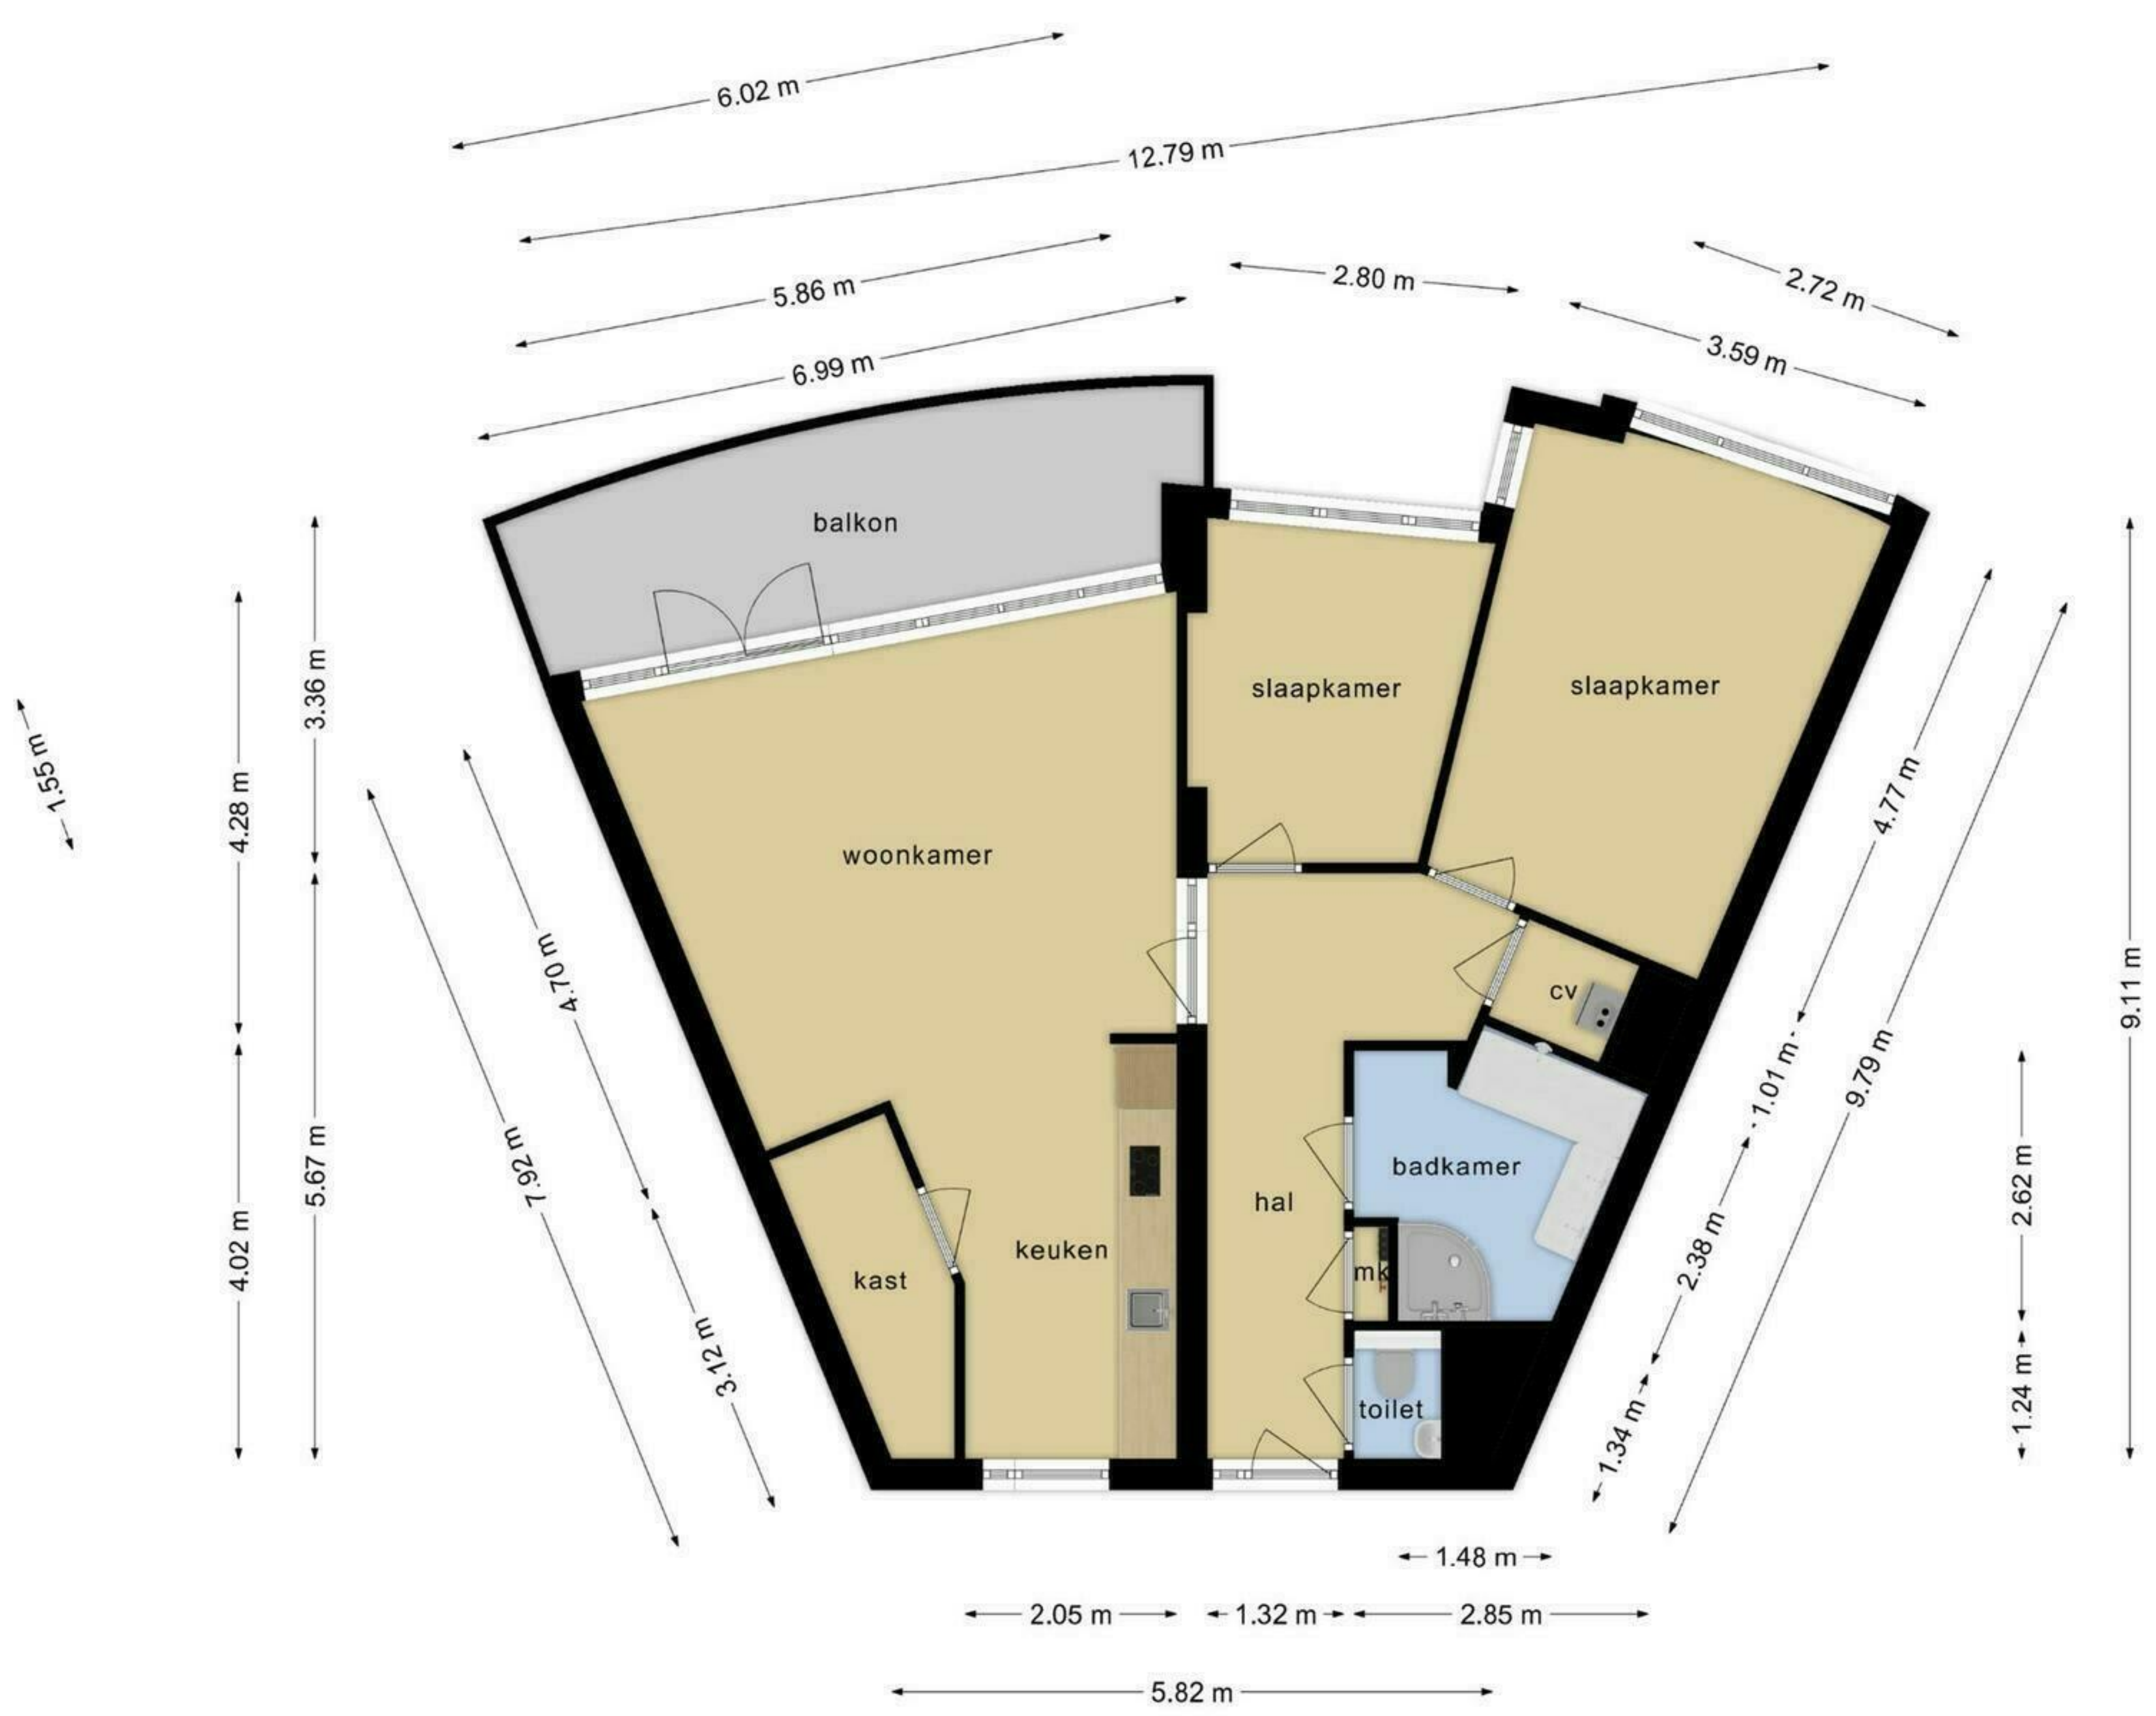 6.02 m
12.79 m
5.86 m
2.80 m
2.72 m
6.99 m
3.59 m
balkon
3.36 m
slaapkamer
slaapkamer
1.55 m
4.28 m
4.77 m
woonkamer
4.70 m
cv
9.11 m
1.01 m
9.79 m
7.92 m
5.67 m
badkamer
2.62 m
hal
4.02 m
keuken
2.38 m
kast
mk
3.12 m
toilet
1.34 m
1.24 m
1.48 m
2.05 m
1.32 m
2.85 m
5.82 m